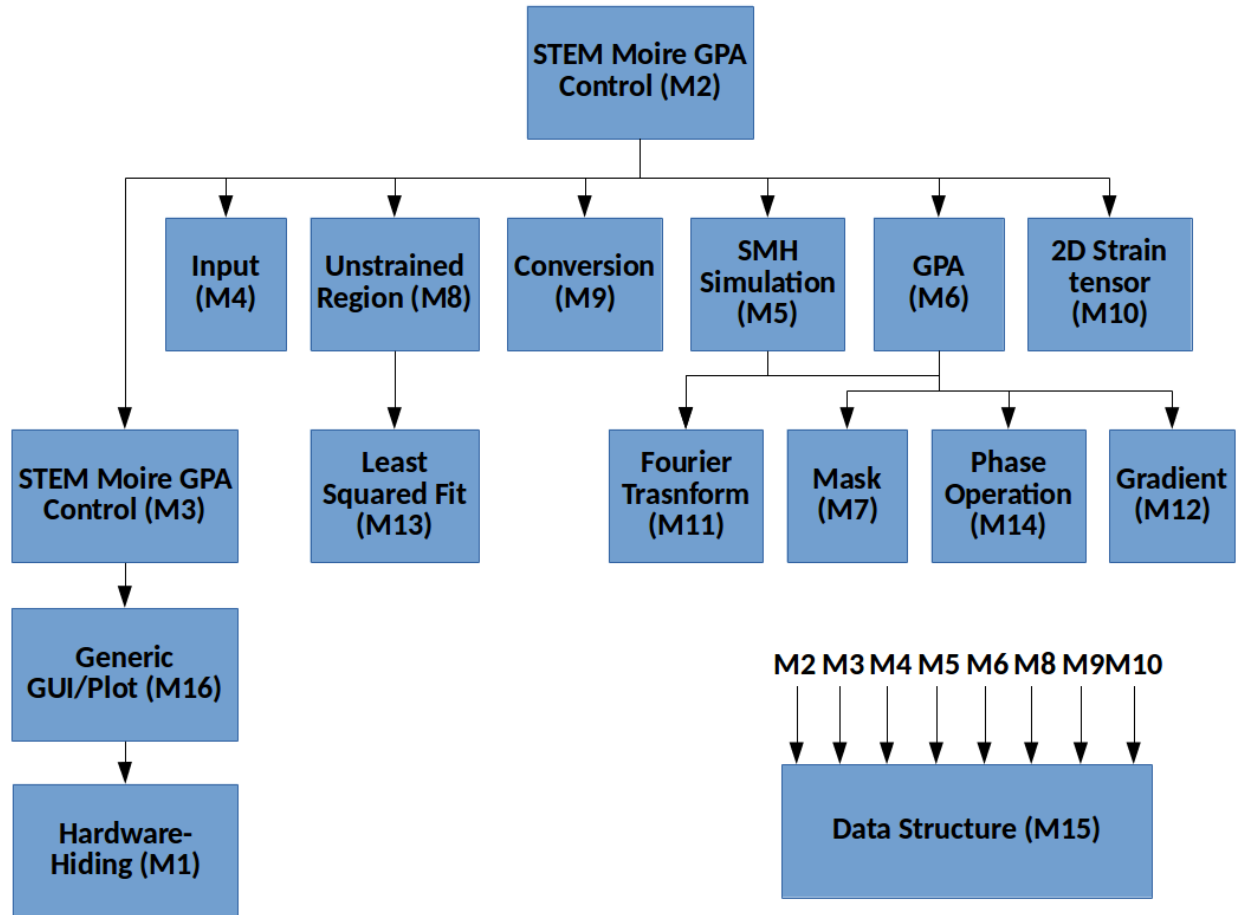 STEM Moire GPA
Control (M2)
Input
(M4)
Unstrained
Region (M8)
Conversion
(M9)
SMH
Simulation
(M5)
GPA
(M6)
2D Strain
tensor
(M10)
STEM Moire GPA
Control (M3)
Least
Squared Fit
(M13)
Fourier
Trasnform
(M11)
Mask
(M7)
Phase
Operation
(M14)
Gradient
(M12)
Generic
GUI/Plot (M16)
Hardware-
Hiding (M1)
M2 M3 M4 M5 M6 M8 M9 M10
Data Structure (M15)